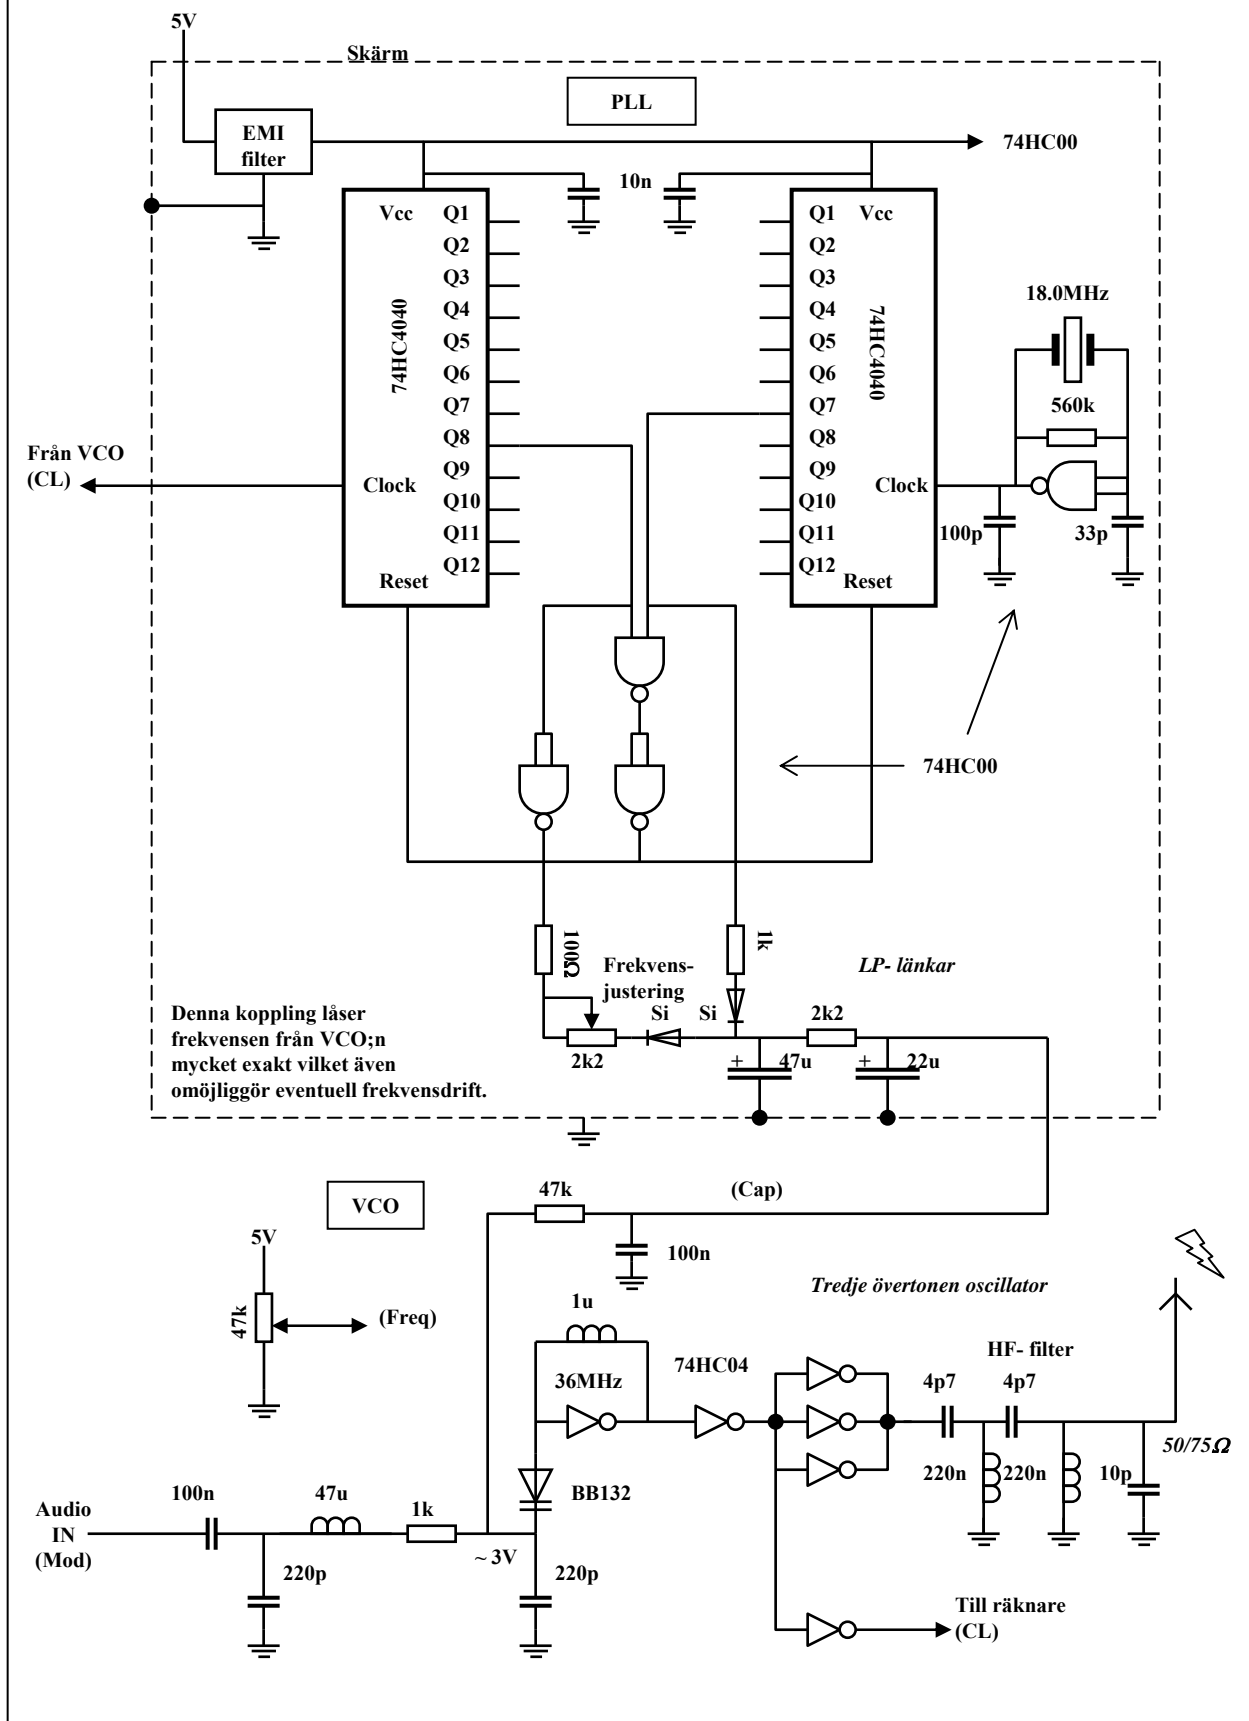 5V
Skärm
PLL
EMI
filter
74HC00
10n
Vcc
Q1
Q2
Q3
Q4
Q5
Q6
Q7
Q8
Q9
Q10
Q11
Q12
74HC4040
Clock
Reset
Q1
Vcc
Q2
Q3
Q4
Q5
Q6
Q7
Q8
Q9
Q10
Q11
Q12
74HC4040
Clock
Reset
18.0MHz
560k
100p
33p
Från VCO
(CL)
74HC00
100Ω
1k
Frekvens-
justering
LP- länkar
Si
Si
2k2
2k2
+
47u
+
22u
Denna koppling låser
frekvensen från VCO;n
mycket exakt vilket även
omöjliggör eventuell frekvensdrift.
VCO
47k
(Cap)
100n
5V
47k
(Freq)
Tredje övertonen oscillator
1u
36MHz
74HC04
HF- filter
4p7
4p7
50/75Ω
220n
220n
10p
BB132
Audio
IN
(Mod)
100n
47u
1k
~ 3V
220p
220p
Till räknare
(CL)